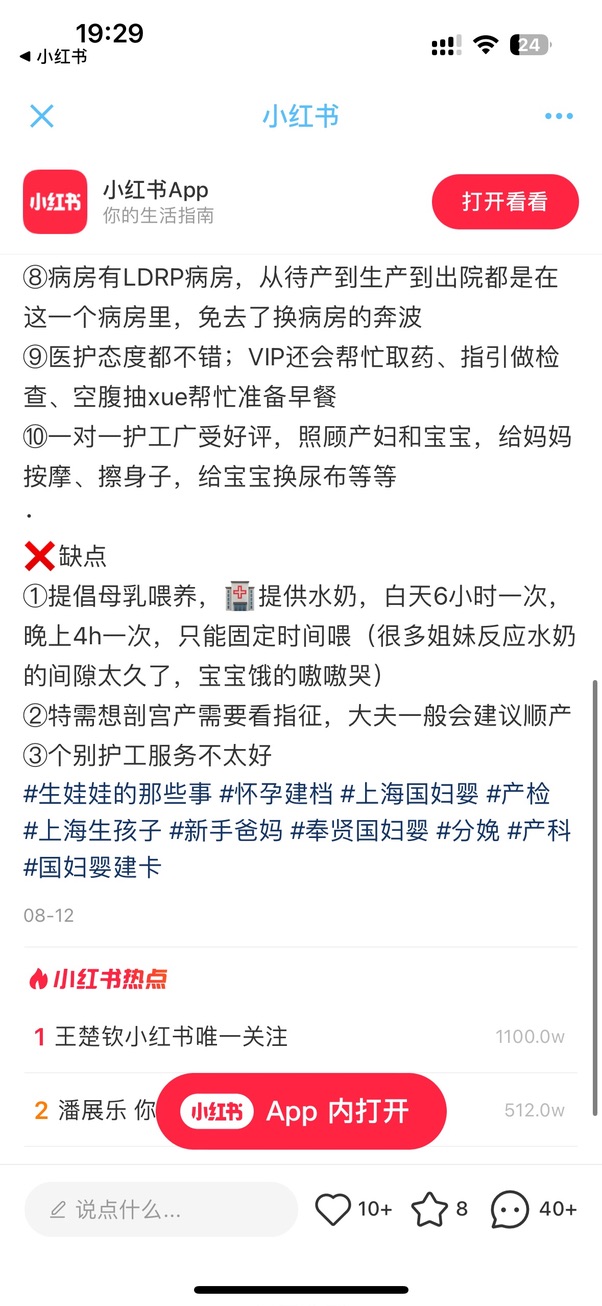 19:29
小红书
24
小红书
小红书
小红书App
你的生活指南
打开看看
⑧病房有LDRP病房，从待产到生产到出院都是在
这一个病房里，免去了换病房的奔波
⑨医护态度都不错；VIP还会帮忙取药、指引做检
查、空腹抽xue帮忙准备早餐
⑩一对一护工广受好评，照顾产妇和宝宝，给妈妈
按摩、擦身子，给宝宝换尿布等等
.
❌缺点
①提倡母乳喂养，🏥提供水奶，白天6小时一次，
晚上4h一次，只能固定时间喂（很多姐妹反应水奶
的间隙太久了，宝宝饿的嗷嗷哭）
②特需想剖宫产需要看指征，大夫一般会建议顺产
③个别护工服务不太好
#生娃娃的那些事 #怀孕建档 #上海国妇婴 #产检
#上海生孩子 #新手爸妈 #奉贤国妇婴 #分娩 #产科
#国妇婴建卡
08-12
小红书热点
1 王楚钦小红书唯一关注 1100.0w
2 潘展乐 你 512.0w
小红书 App 内打开
说点什么... 10+ 8 40+